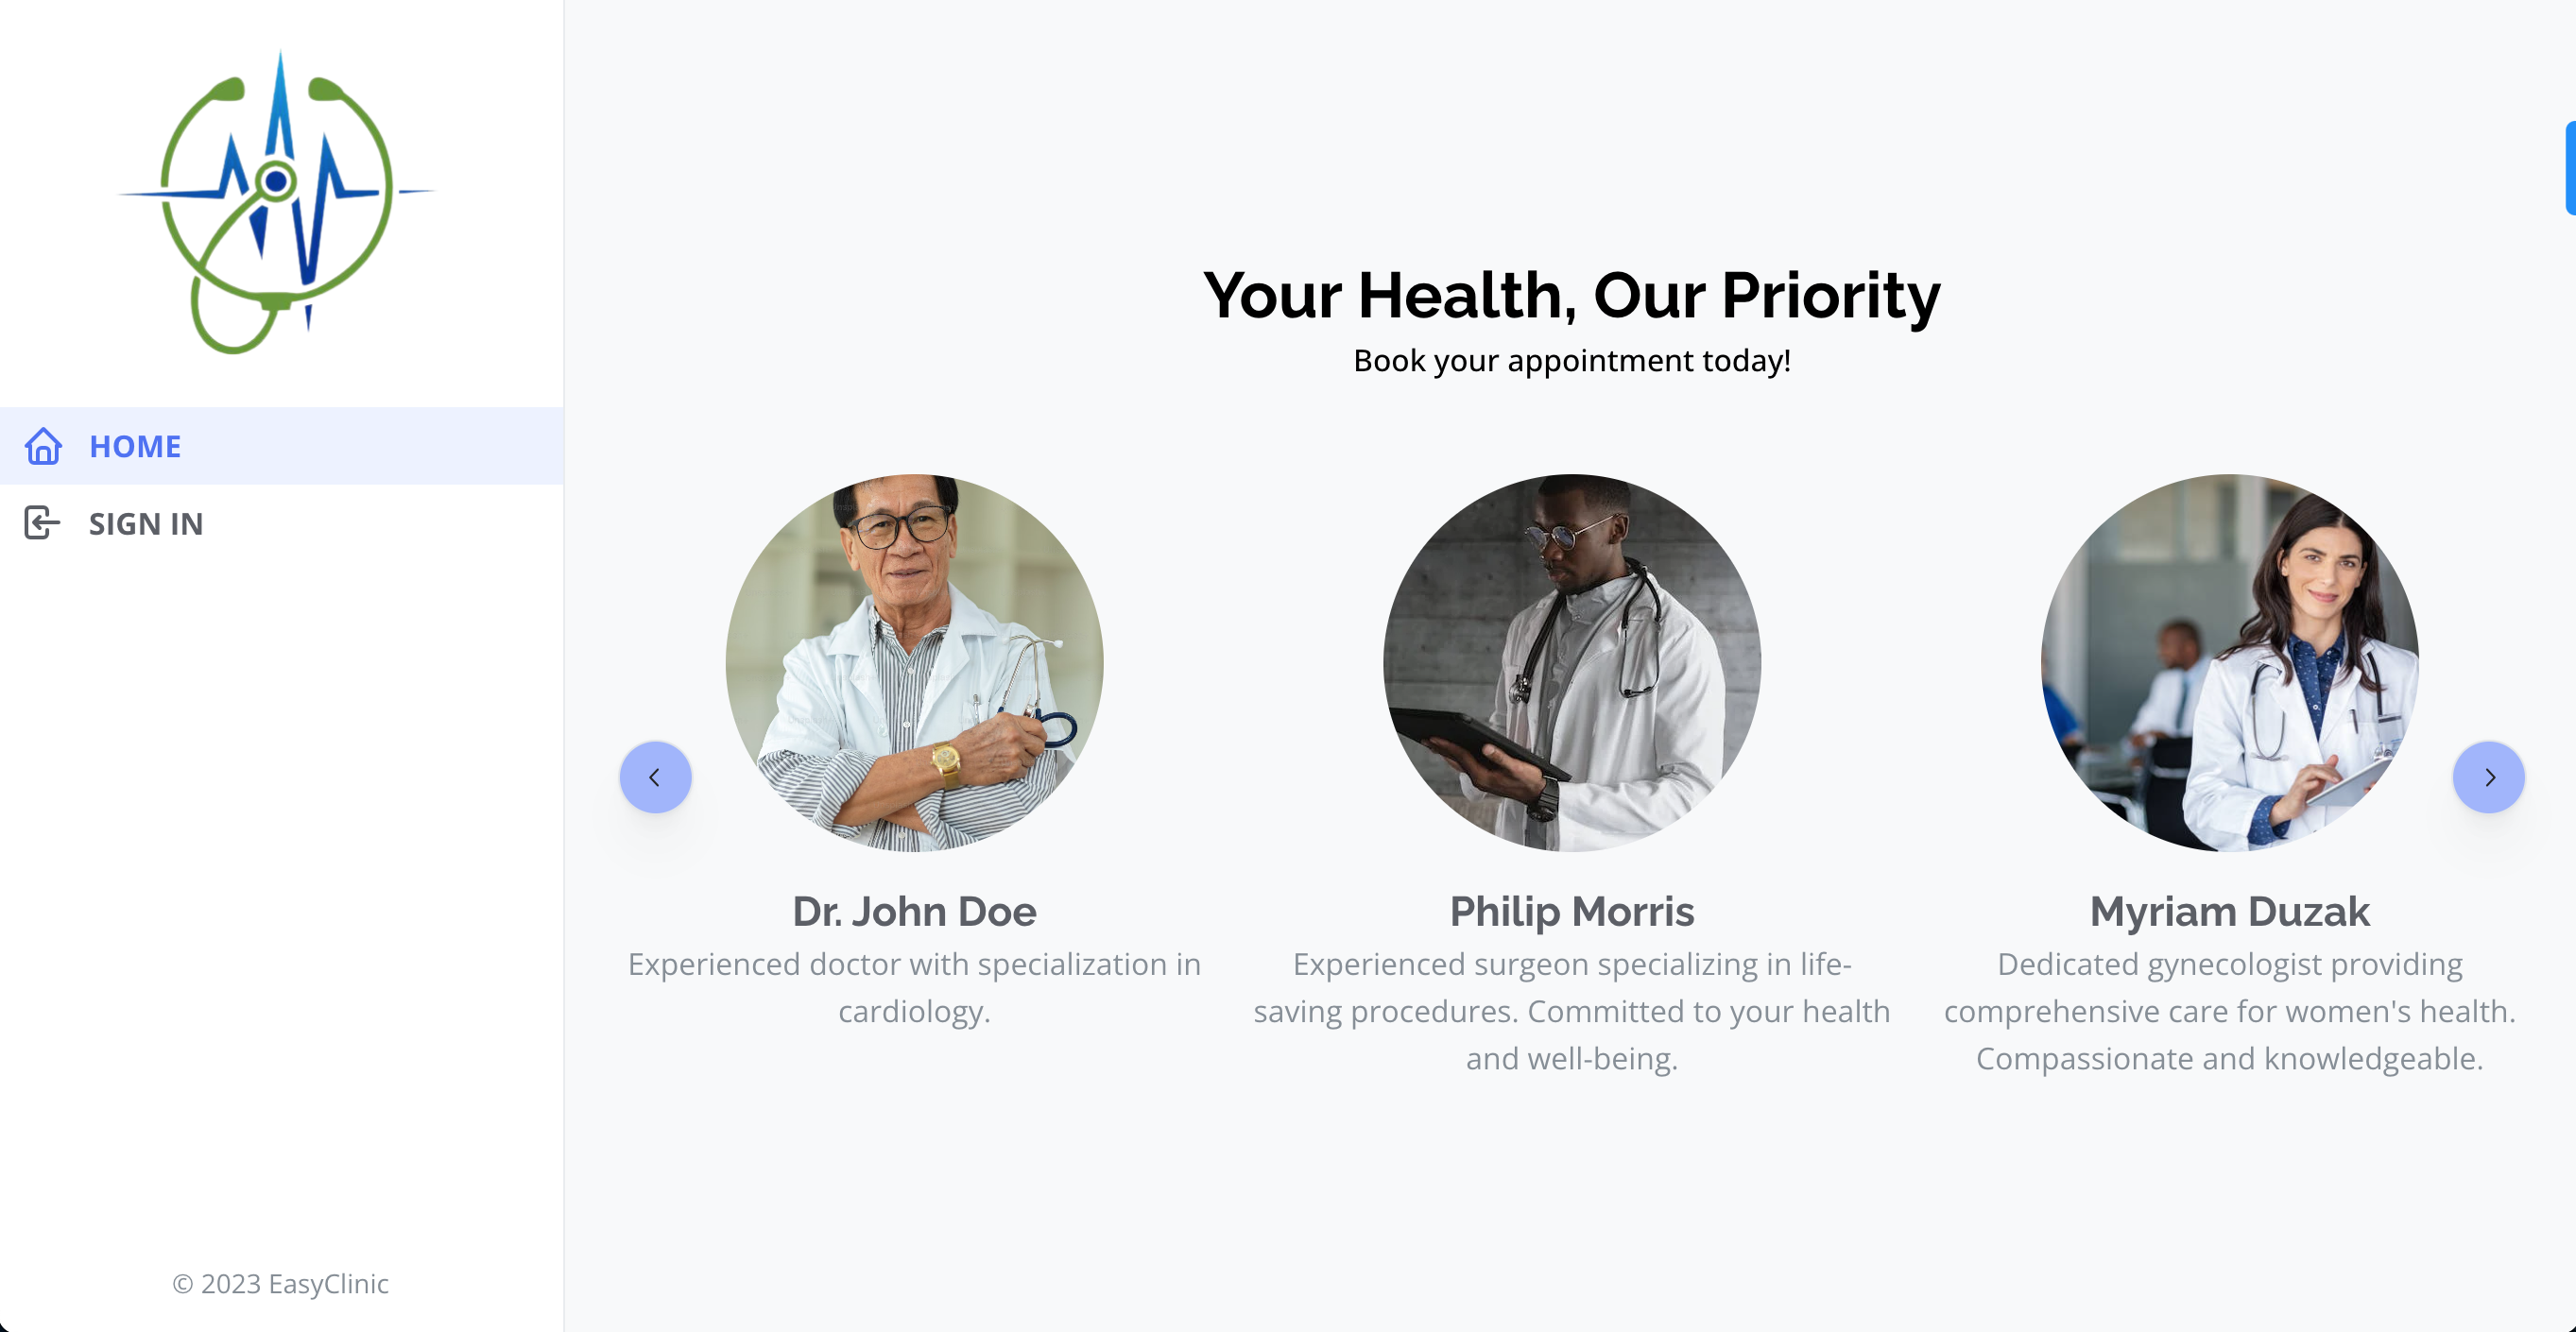 HOME
SIGN IN
© 2023 EasyClinic
Your Health, Our Priority
Book your appointment today!
Dr. John Doe
Experienced doctor with specialization in
cardiology.
Philip Morris
Experienced surgeon specializing in life-
saving procedures. Committed to your health
and well-being.
Myriam Duzak
Dedicated gynecologist providing
comprehensive care for women's health.
Compassionate and knowledgeable.